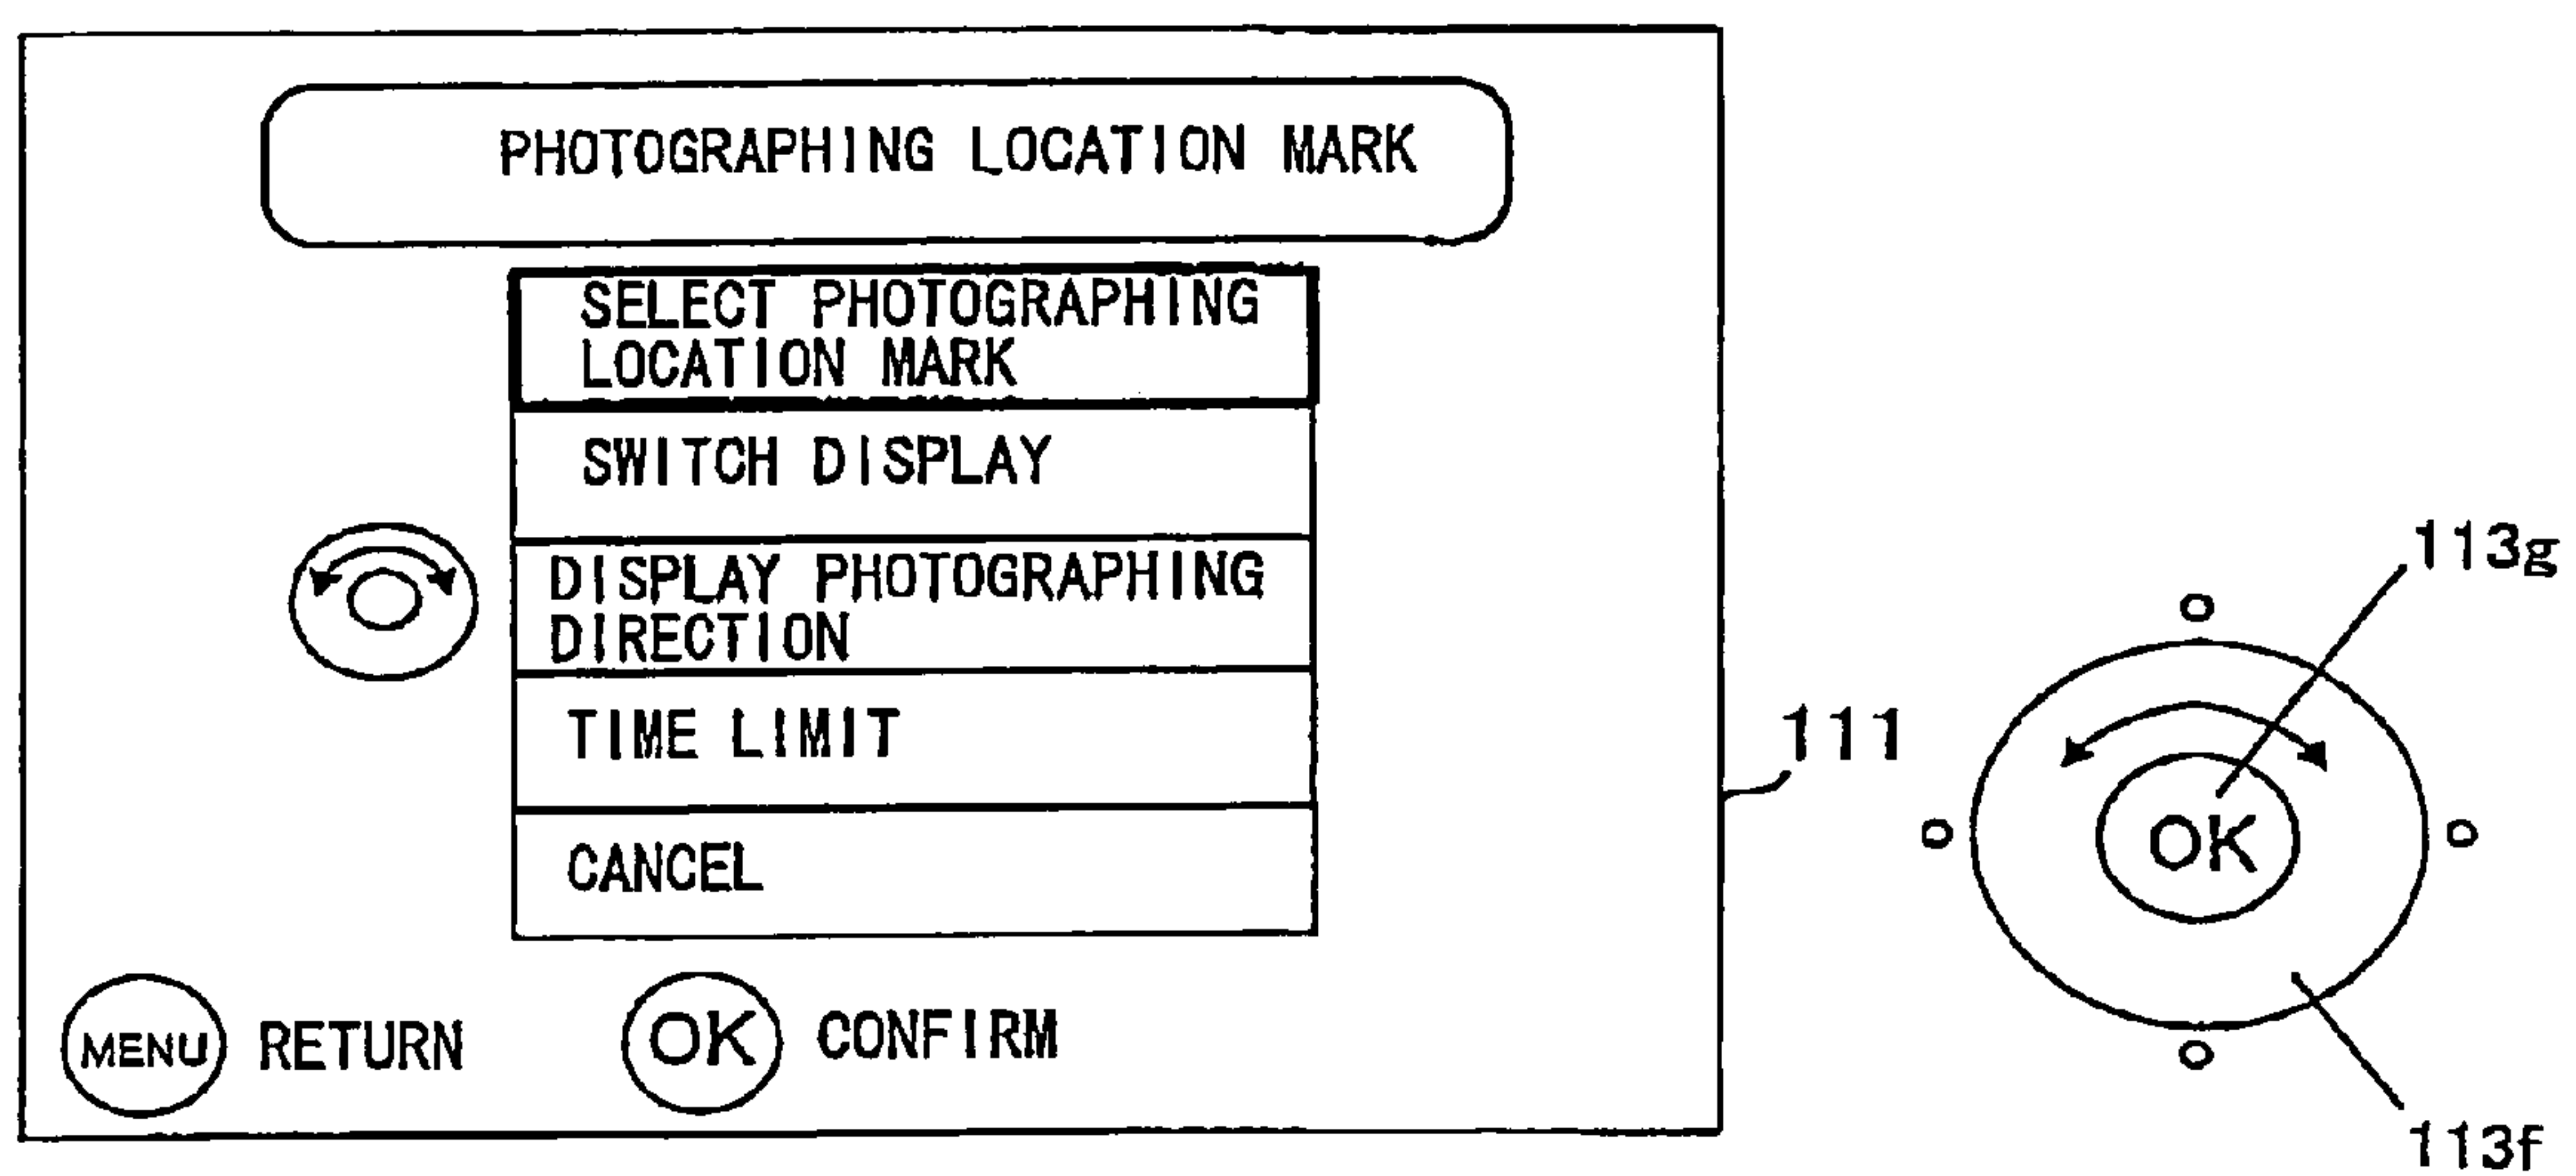 PHOTOGRAPHING LOCATION MARK
SELECT PHOTOGRAPHING
LOCATION MARK
SWITCH DISPLAY
DISPLAY PHOTOGRAPHING
DIRECTION
TIME LIMIT
CANCEL
MENU RETURN
OK CONFIRM
111
113g
OK
113f